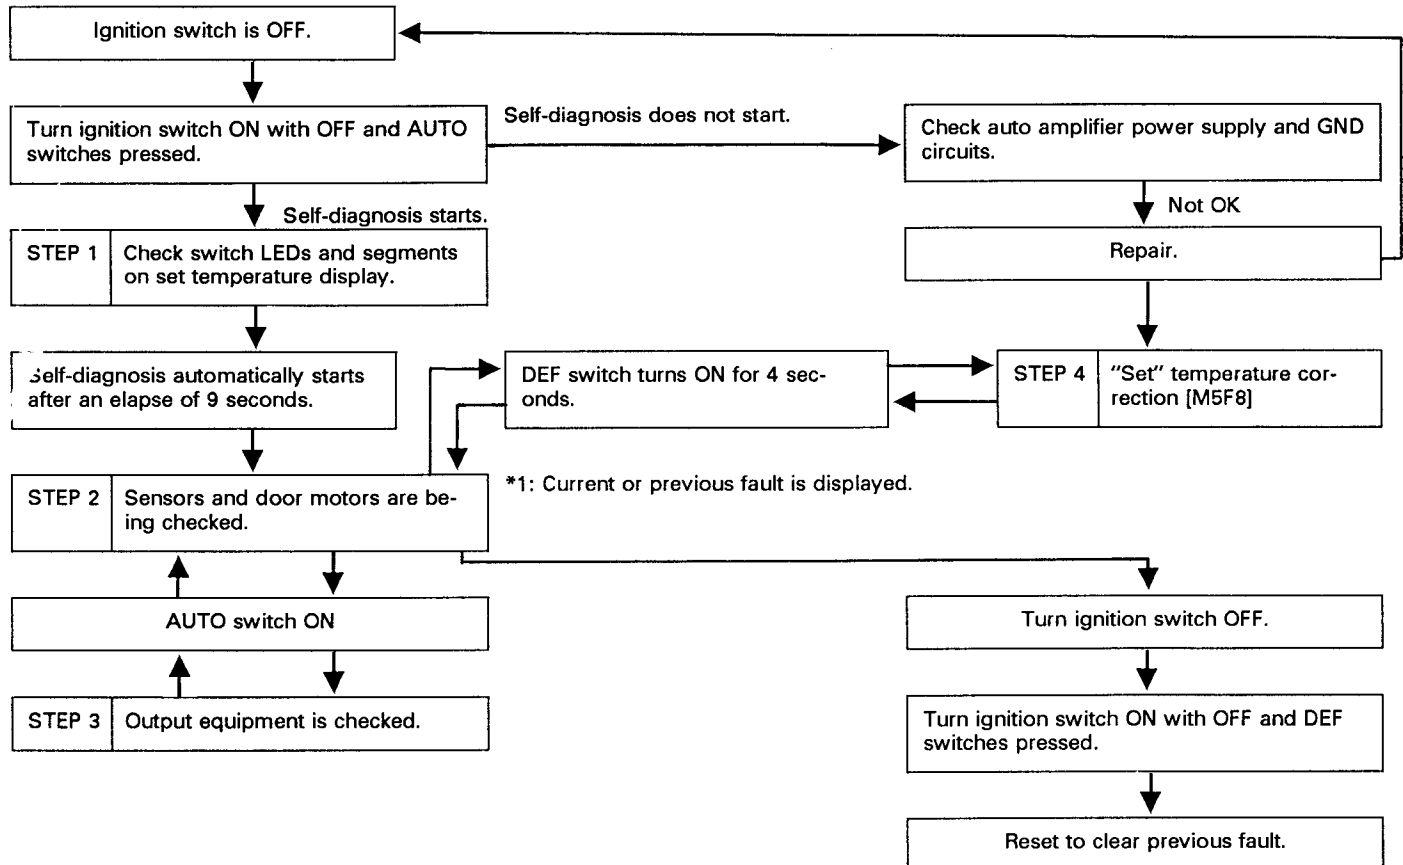 Ignition switch is OFF.
Turn ignition switch ON with OFF and AUTO
switches pressed.
Self-diagnosis does not start.
Check auto amplifier power supply and GND
circuits.
Not OK
Repair.
Self-diagnosis starts.
STEP 1
Check switch LEDs and segments
on set temperature display.
Self-diagnosis automatically starts
after an elapse of 9 seconds.
DEF switch turns ON for 4 sec-
onds.
STEP 4
"Set" temperature cor-
rection [M5F8]
STEP 2
Sensors and door motors are be-
ing checked.
*1: Current or previous fault is displayed.
AUTO switch ON
STEP 3
Output equipment is checked.
Turn ignition switch OFF.
Turn ignition switch ON with OFF and DEF
switches pressed.
Reset to clear previous fault.